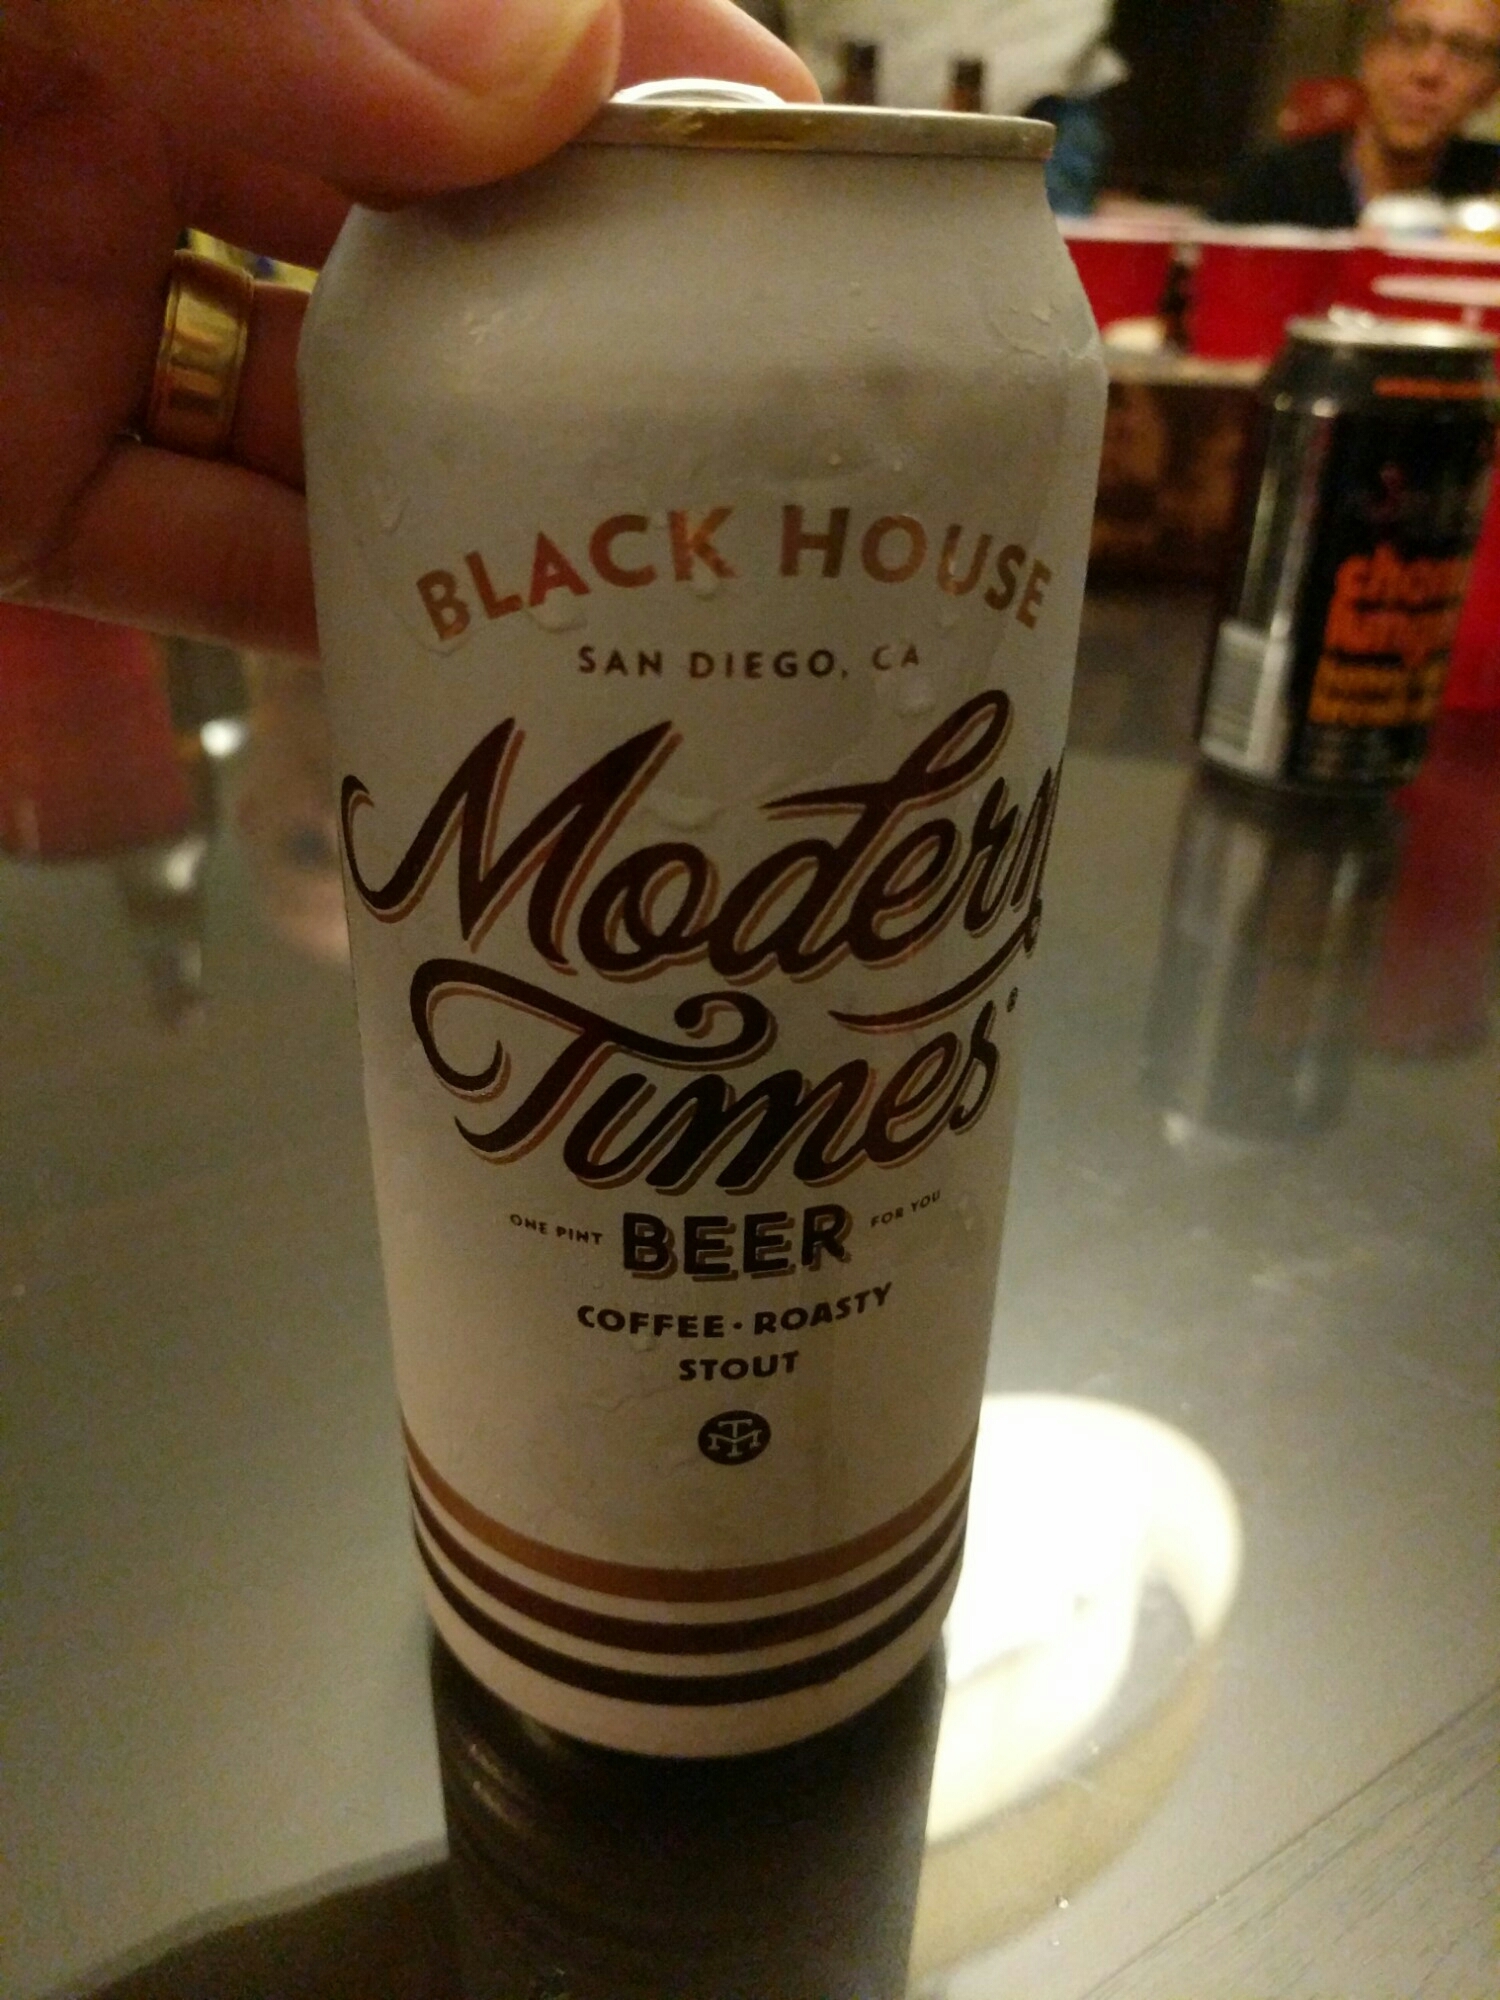 BLACK HOUSE
SAN DIEGO, CA
Modern
Times®
ONE PINT BEER FOR YOU
COFFEE · ROASTY
STOUT